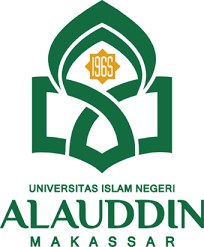 1965
UNIVERSITAS ISLAM NEGERI
ALAUDDIN
MAKASSAR